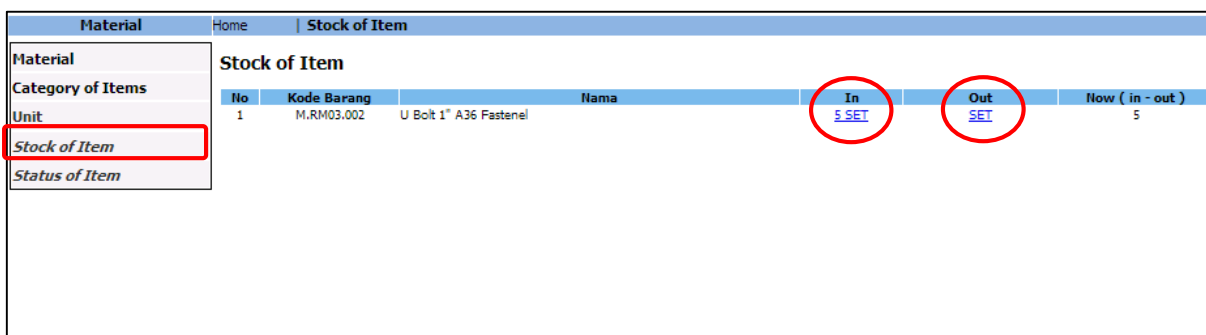 Material Home | Stock of Item
Material
Category of Items
Unit
Stock of Item
Status of Item
Stock of Item
No Kode Barang Nama In Out Now ( in - out )
1 M.RM03.002 U Bolt 1" A36 Fastenel 5 SET SET 5